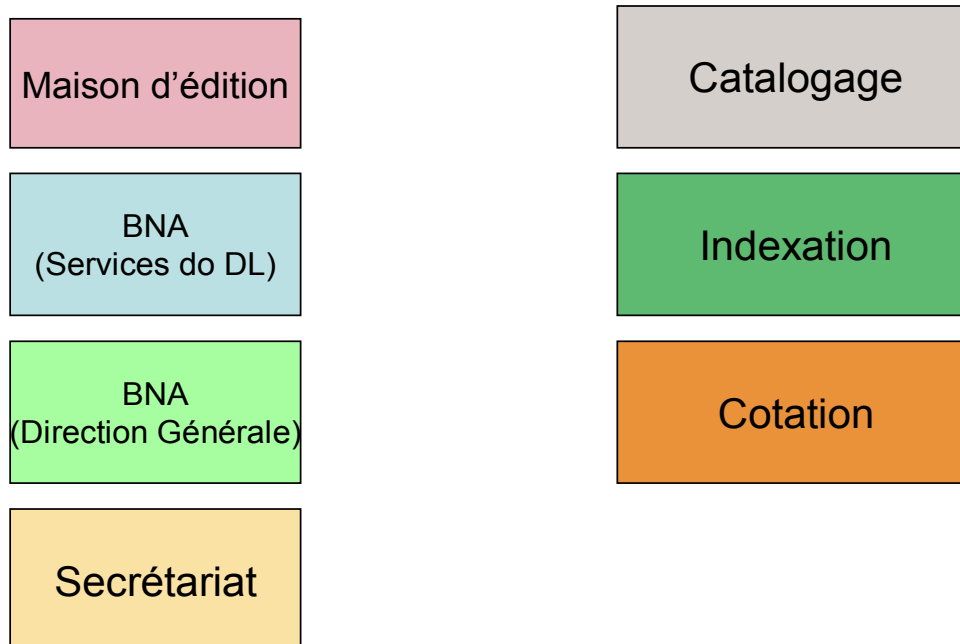 Maison d’édition
BNA
(Services do DL)
BNA
(Direction Générale)
Secrétariat
Catalogage
Indexation
Cotation